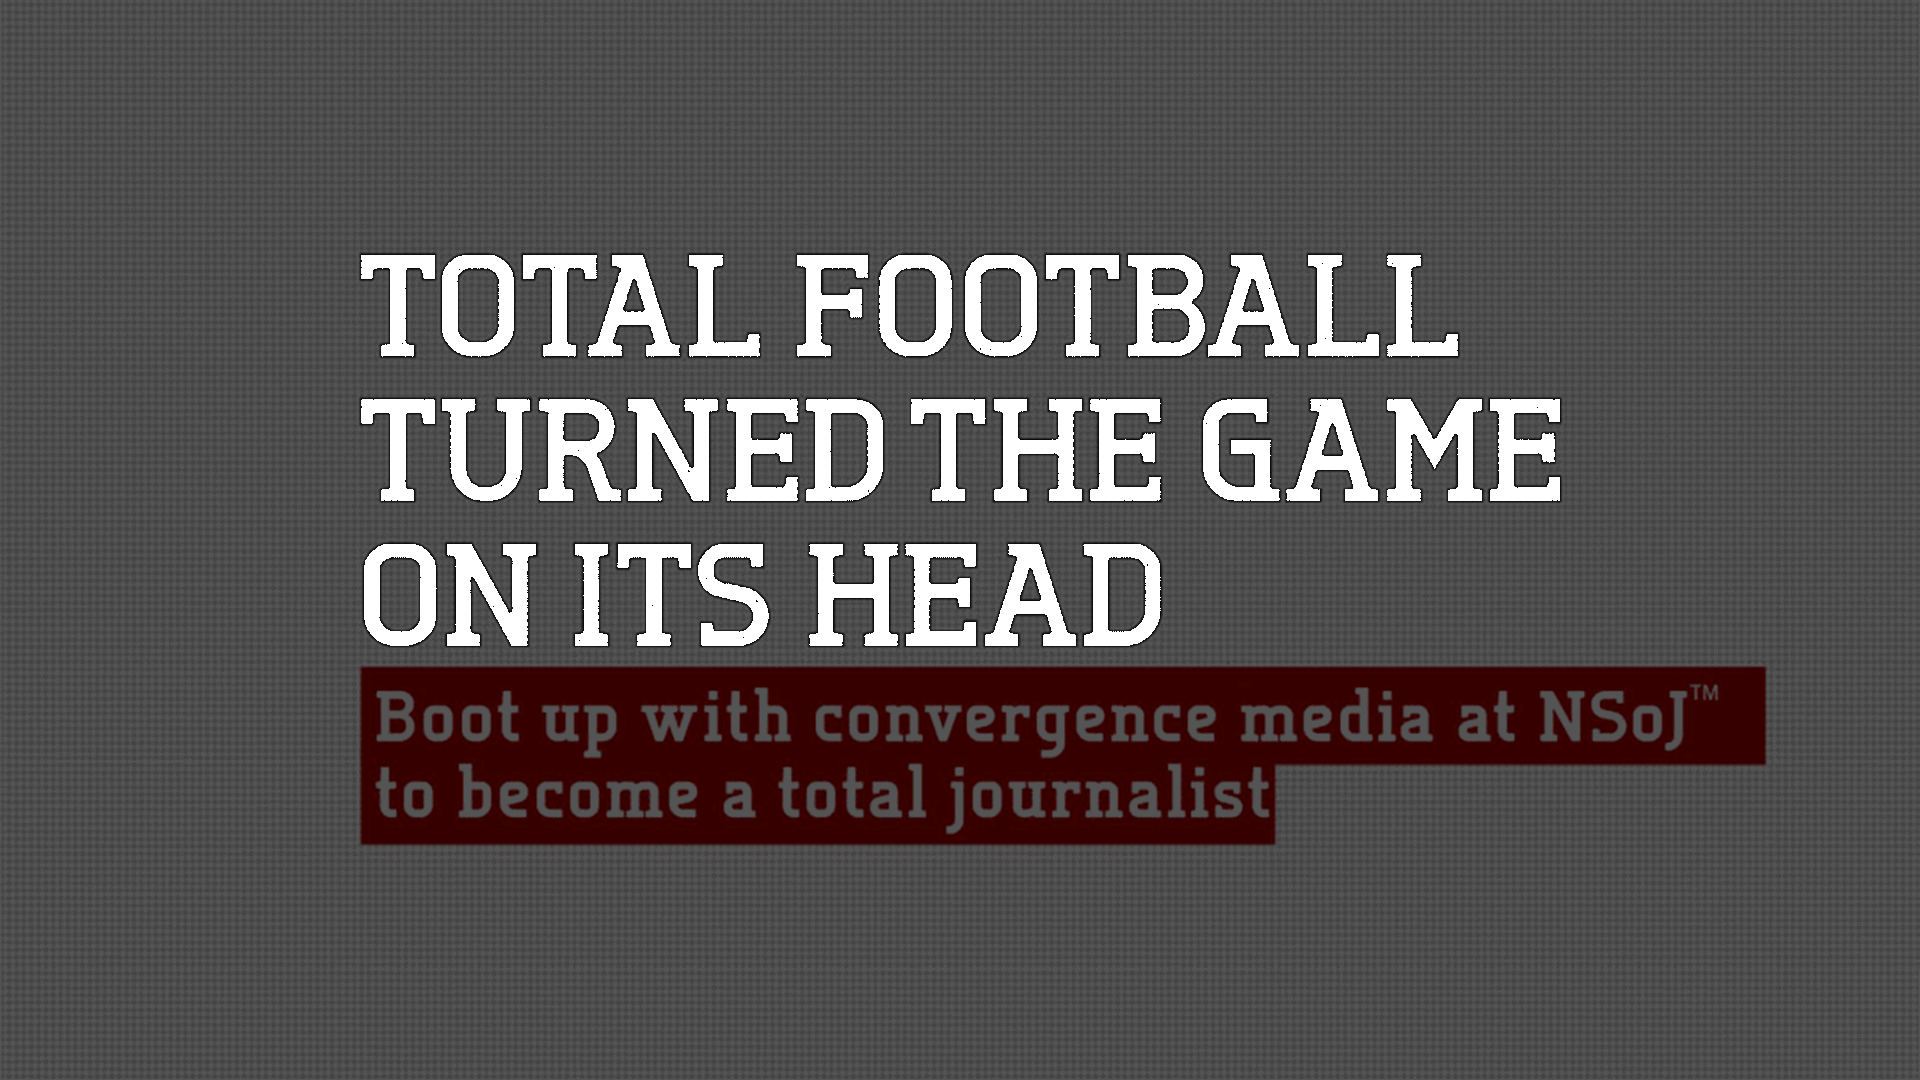 TOTAL FOOTBALL
TURNED THE GAME
ON ITS HEAD
Boot up with convergence media at NSoJ™
to become a total journalist